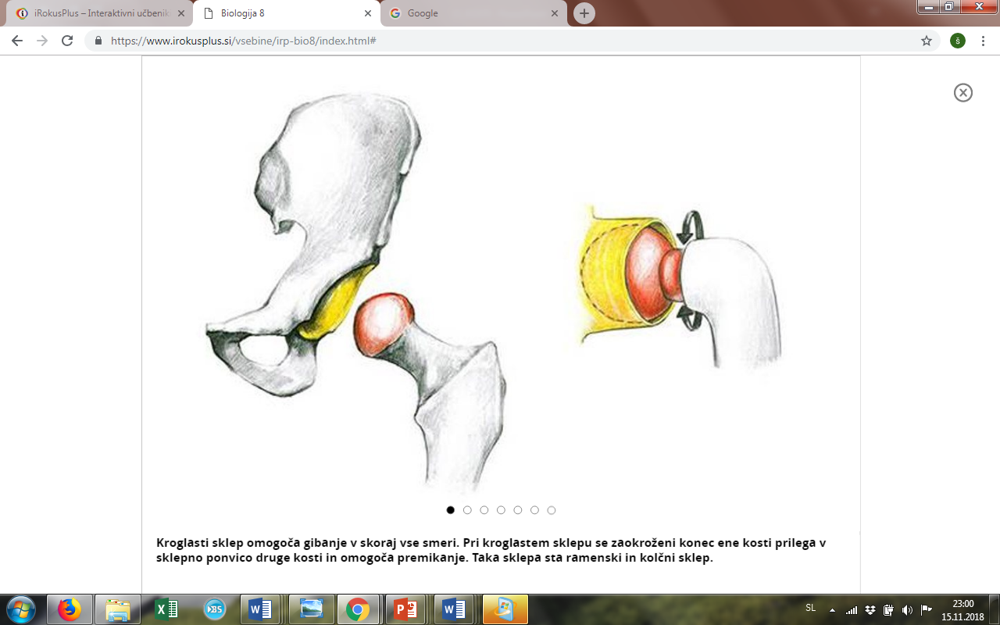 iRokusPlus – Interaktivni učbeniki
Biologija 8
Google
https://www.irokusplus.si/vsebine/irp-bio8/index.html#
š
Kroglasti sklep omogoča gibanje v skoraj vse smeri. Pri kroglastem sklepu se zaokroženi konec ene kosti prilega v
sklepno ponvico druge kosti in omogoča premikanje. Taka sklepa sta ramenski in kolčni sklep.
BS
SL
23:00
15.11.2018